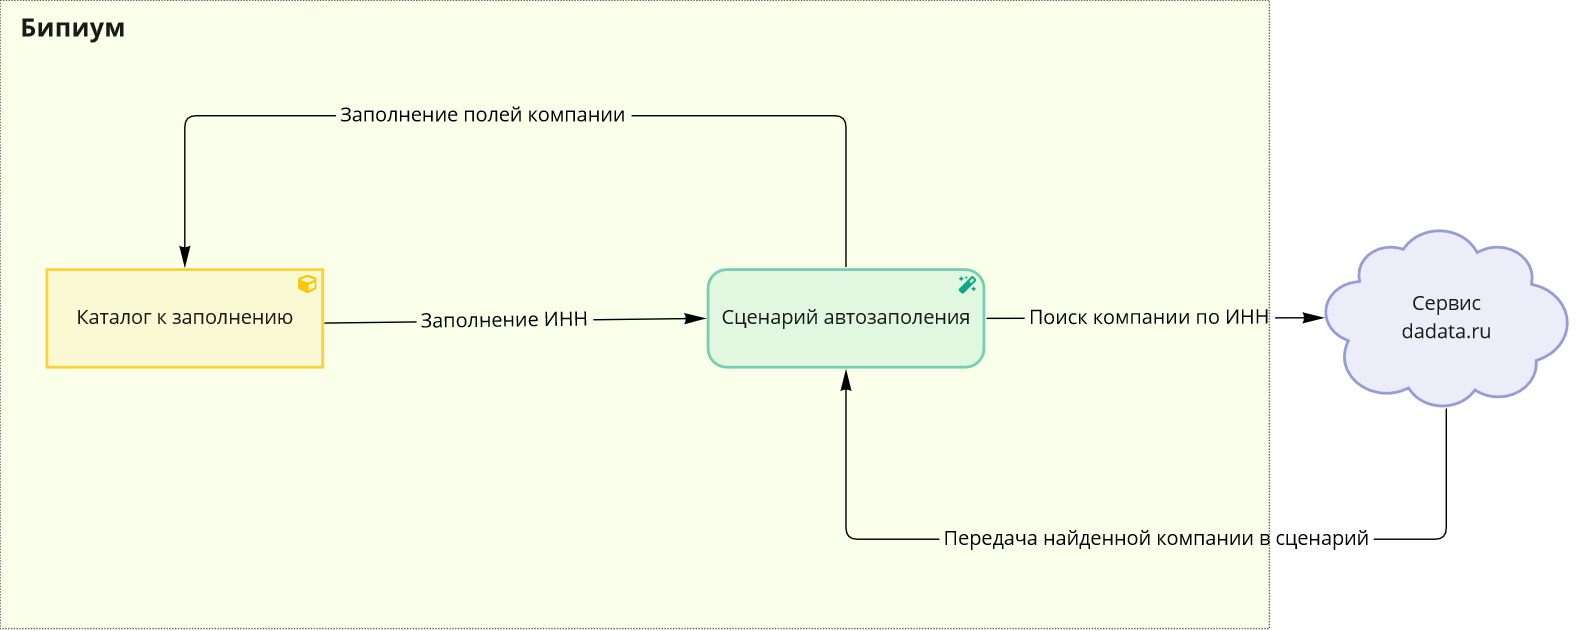 Бипиум
Заполнение полей компании
Каталог к заполнению
Заполнение ИНН
Сценарий автозаполения
Поиск компании по ИНН
Сервис
dadata.ru
Передача найденной компании в сценарий